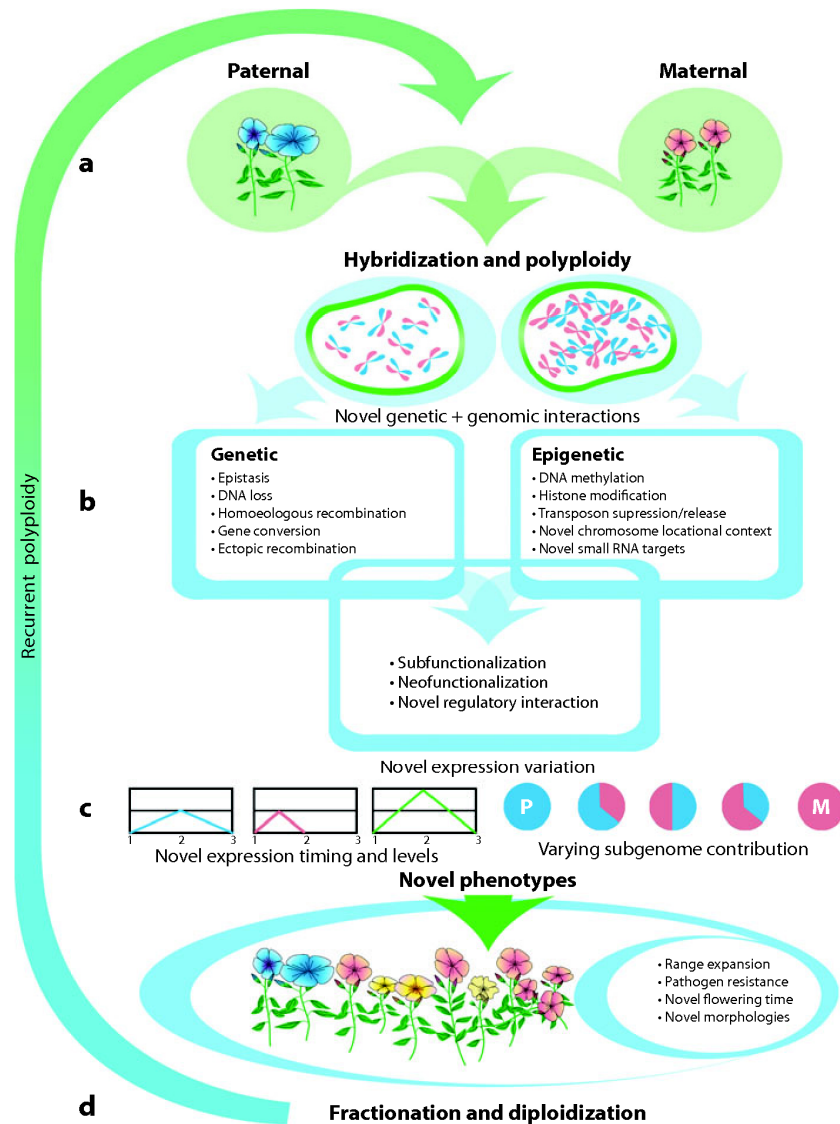 Paternal
Maternal
a
Hybridization and polyploidy
Novel genetic + genomic interactions
b
Genetic
• Epistasis
• DNA loss
• Homoeologous recombination
• Gene conversion
• Ectopic recombination
Epigenetic
• DNA methylation
• Histone modification
• Transposon supression/release
• Novel chromosome locational context
• Novel small RNA targets
• Subfunctionalization
• Neofunctionalization
• Novel regulatory interaction
Novel expression variation
c
1 2 3
1 2 3
1 2 3
Novel expression timing and levels
P
M
Varying subgenome contribution
Novel phenotypes
• Range expansion
• Pathogen resistance
• Novel flowering time
• Novel morphologies
d
Fractionation and diploidization
Recurrent polyploidy